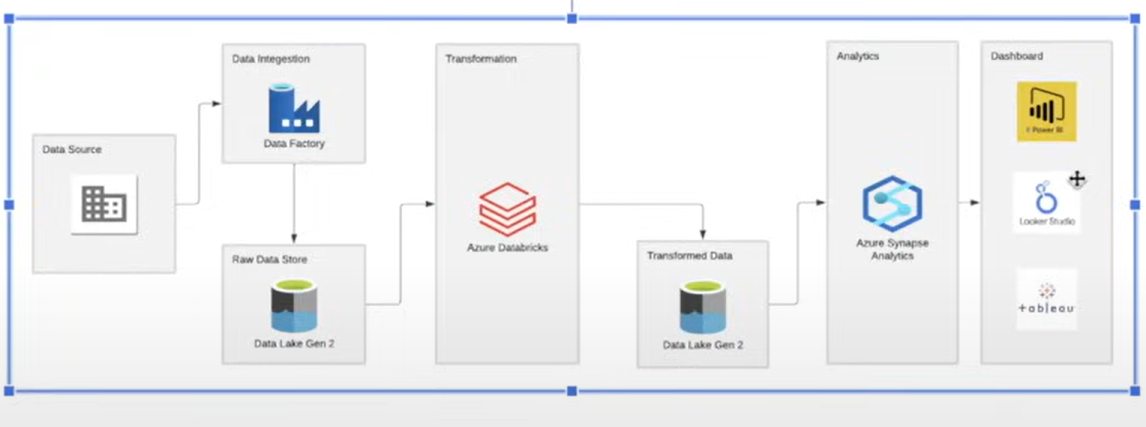 Data Source
Data Integestion
Data Factory
Raw Data Store
Data Lake Gen 2
Transformation
Azure Databricks
Transformed Data
Data Lake Gen 2
Analytics
Azure Synapse
Analytics
Dashboard
Power BI
Looker Studio
+ableau